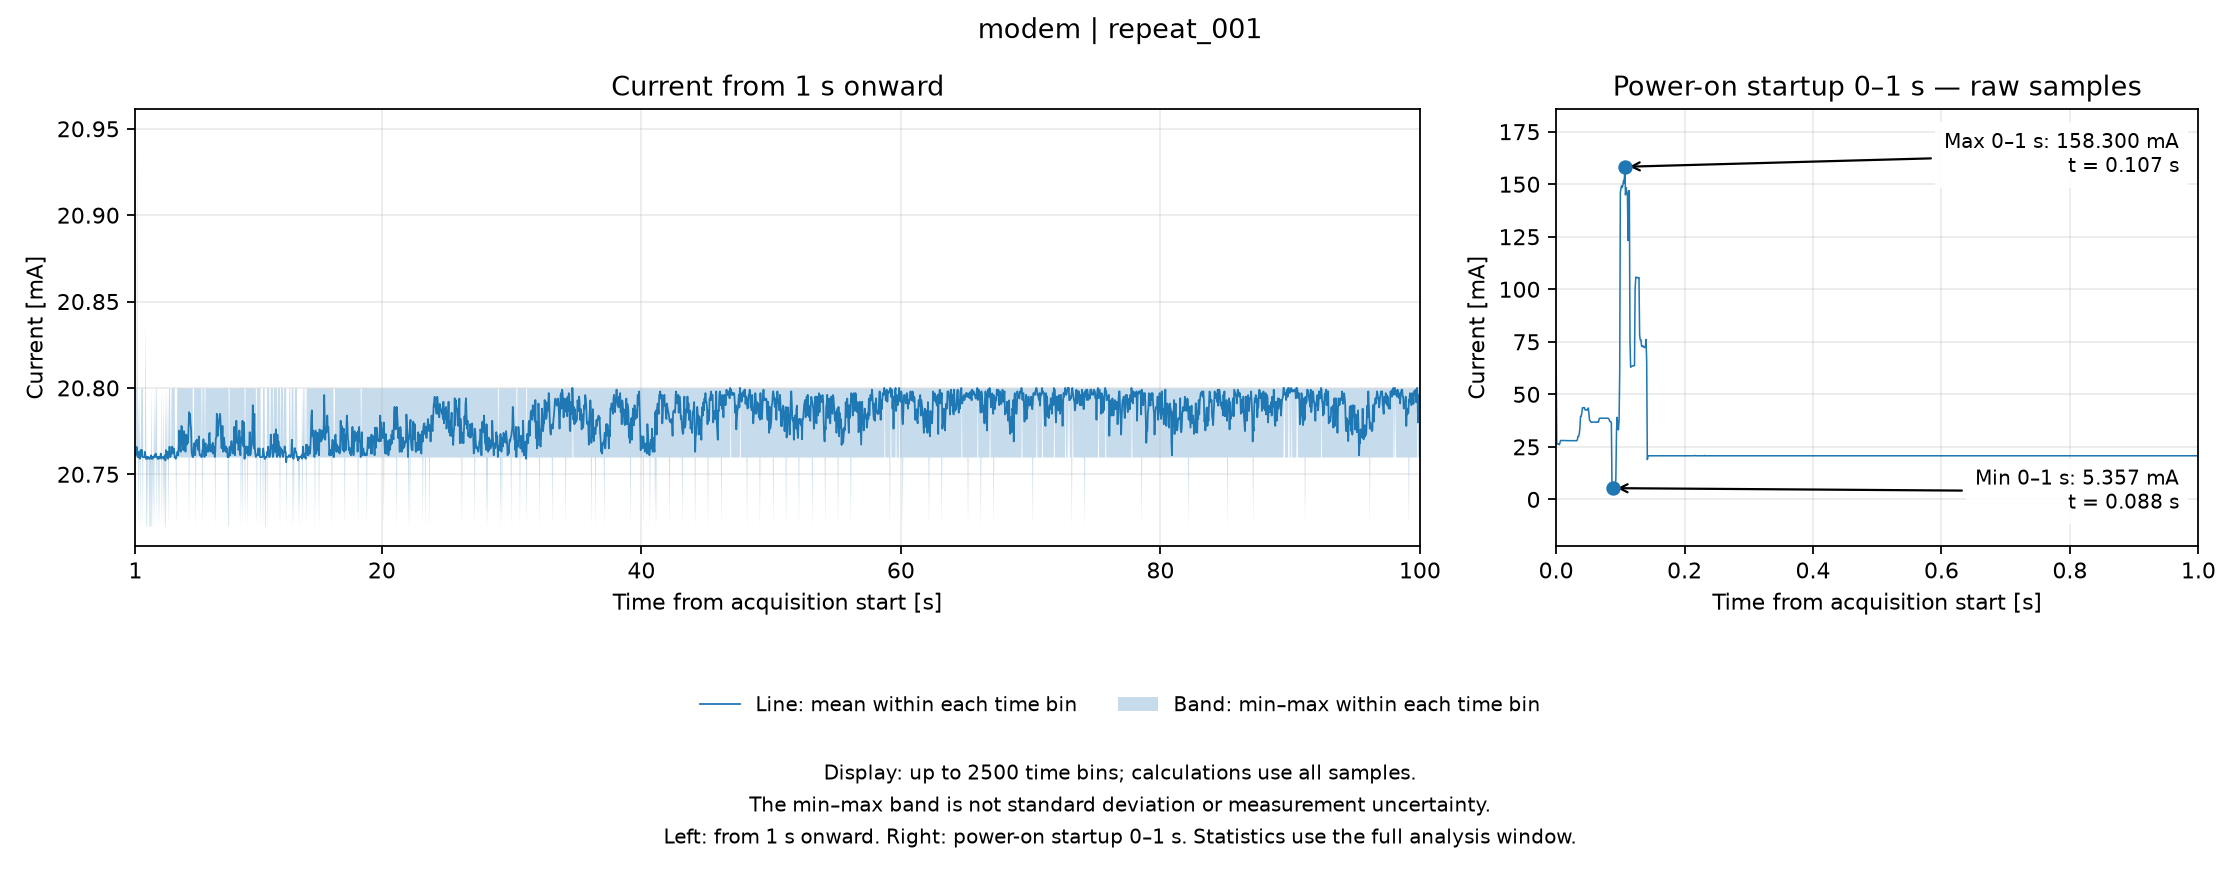 modem | repeat_001
Current from 1 s onward
Current [mA]
20.95
20.90
20.85
20.80
20.75
1
20
40
60
80
100
Time from acquisition start [s]
Power-on startup 0–1 s — raw samples
Current [mA]
175
150
125
100
75
50
25
0
Max 0–1 s: 158.300 mA
t = 0.107 s
Min 0–1 s: 5.357 mA
t = 0.088 s
0.0
0.2
0.4
0.6
0.8
1.0
Time from acquisition start [s]
Line: mean within each time bin
Band: min–max within each time bin
Display: up to 2500 time bins; calculations use all samples.
The min–max band is not standard deviation or measurement uncertainty.
Left: from 1 s onward. Right: power-on startup 0–1 s. Statistics use the full analysis window.